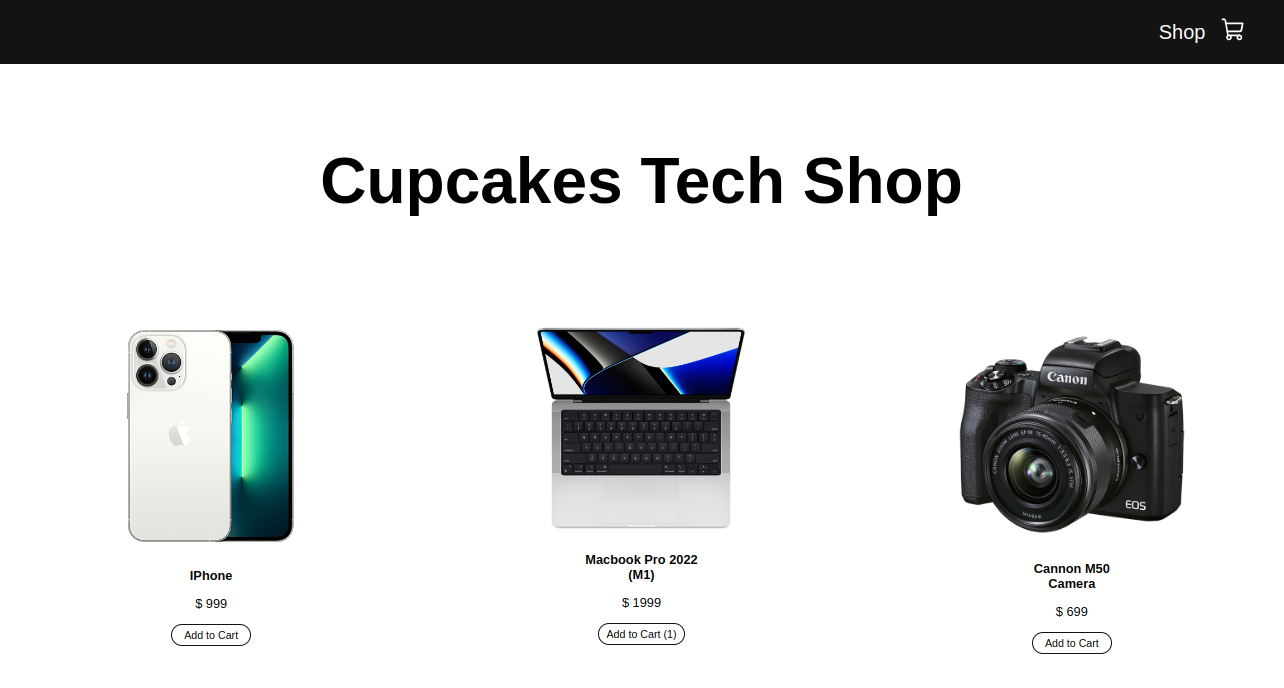 Shop
Cupcakes Tech Shop
Canon
EOS
IPhone
$ 999
Add to Cart
Macbook Pro 2022
(M1)
$ 1999
Add to Cart (1)
Cannon M50
Camera
$ 699
Add to Cart